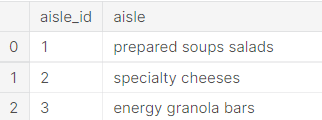 aisle_id aisle
0 1 prepared soups salads
1 2 specialty cheeses
2 3 energy granola bars